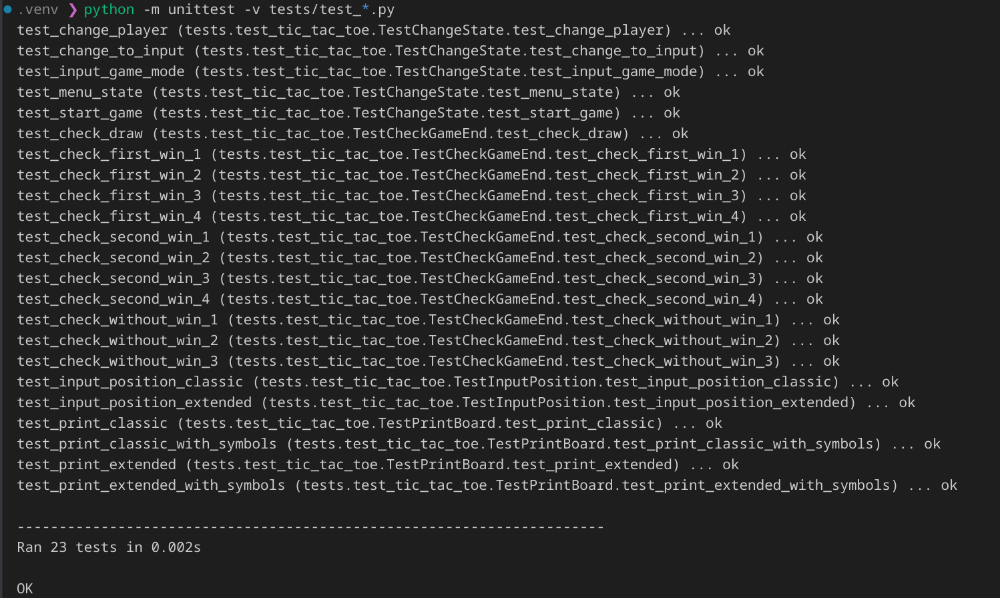 .venv ❯ python -m unittest -v tests/test_*.py
test_change_player (tests.test_tic_tac_toe.TestChangeState.test_change_player) ... ok
test_change_to_input (tests.test_tic_tac_toe.TestChangeState.test_change_to_input) ... ok
test_input_game_mode (tests.test_tic_tac_toe.TestChangeState.test_input_game_mode) ... ok
test_menu_state (tests.test_tic_tac_toe.TestChangeState.test_menu_state) ... ok
test_start_game (tests.test_tic_tac_toe.TestChangeState.test_start_game) ... ok
test_check_draw (tests.test_tic_tac_toe.TestCheckGameEnd.test_check_draw) ... ok
test_check_first_win_1 (tests.test_tic_tac_toe.TestCheckGameEnd.test_check_first_win_1) ... ok
test_check_first_win_2 (tests.test_tic_tac_toe.TestCheckGameEnd.test_check_first_win_2) ... ok
test_check_first_win_3 (tests.test_tic_tac_toe.TestCheckGameEnd.test_check_first_win_3) ... ok
test_check_first_win_4 (tests.test_tic_tac_toe.TestCheckGameEnd.test_check_first_win_4) ... ok
test_check_second_win_1 (tests.test_tic_tac_toe.TestCheckGameEnd.test_check_second_win_1) ... ok
test_check_second_win_2 (tests.test_tic_tac_toe.TestCheckGameEnd.test_check_second_win_2) ... ok
test_check_second_win_3 (tests.test_tic_tac_toe.TestCheckGameEnd.test_check_second_win_3) ... ok
test_check_second_win_4 (tests.test_tic_tac_toe.TestCheckGameEnd.test_check_second_win_4) ... ok
test_check_without_win_1 (tests.test_tic_tac_toe.TestCheckGameEnd.test_check_without_win_1) ... ok
test_check_without_win_2 (tests.test_tic_tac_toe.TestCheckGameEnd.test_check_without_win_2) ... ok
test_check_without_win_3 (tests.test_tic_tac_toe.TestCheckGameEnd.test_check_without_win_3) ... ok
test_input_position_classic (tests.test_tic_tac_toe.TestInputPosition.test_input_position_classic) ... ok
test_input_position_extended (tests.test_tic_tac_toe.TestInputPosition.test_input_position_extended) ... ok
test_print_classic (tests.test_tic_tac_toe.TestPrintBoard.test_print_classic) ... ok
test_print_classic_with_symbols (tests.test_tic_tac_toe.TestPrintBoard.test_print_classic_with_symbols) ... ok
test_print_extended (tests.test_tic_tac_toe.TestPrintBoard.test_print_extended) ... ok
test_print_extended_with_symbols (tests.test_tic_tac_toe.TestPrintBoard.test_print_extended_with_symbols) ... ok
----------------------------------------------------------------------
Ran 23 tests in 0.002s
OK